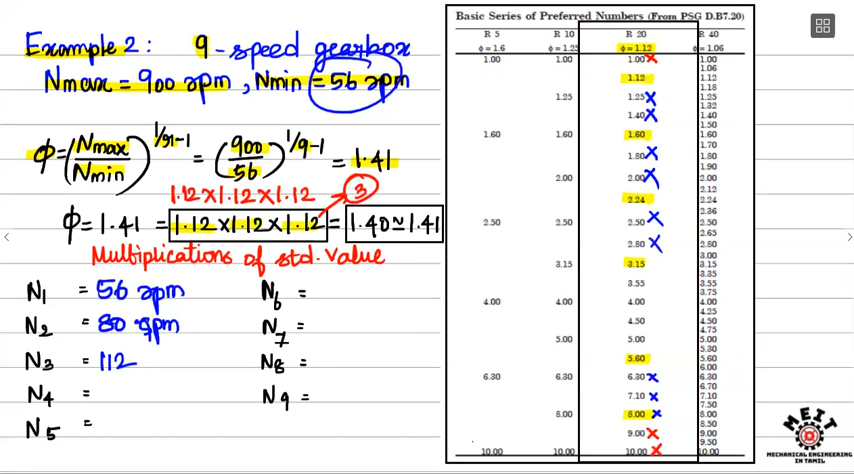 Example 2 : 9 - speed gearbox
Nmax = 900 rpm , Nmin = 56 rpm
ϕ = (Nmax / Nmin)^1/n-1 = (900 / 56)^1/9-1 = 1.41
1.12 x 1.12 x 1.12 → 3
ϕ = 1.41 = 1.12 x 1.12 x 1.12 = 1.40 ≃ 1.41
Multiplications of std. Value
N1 = 56 rpm
N2 = 80 rpm
N3 = 112
N4 =
N5 =
N6 =
N7 =
N8 =
N9 =
Basic Series of Preferred Numbers (From PSG D.B7.20)
R 5 R 10 R 20 R 40
ϕ = 1.6 ϕ = 1.25 ϕ = 1.12 ϕ = 1.06
1.00 1.00 1.00 1.00
1.06
1.12 1.12
1.18
1.25 1.25 1.25
1.32
1.40 1.40
1.50
1.60 1.60 1.60 1.60
1.70
1.80 1.80
1.90
2.00 2.00 2.00
2.12
2.24 2.24
2.36
2.50 2.50 2.50 2.50
2.65
2.80 2.80
3.00
3.15 3.15 3.15
3.35
3.55 3.55
3.75
4.00 4.00 4.00 4.00
4.25
4.50 4.50
4.75
5.00 5.00 5.00
5.30
5.60 5.60
6.00
6.30 6.30 6.30 6.30
6.70
7.10 7.10
7.50
8.00 8.00 8.00
8.50
9.00 9.00
9.50
10.00 10.00 10.00 10.00
MEIT
MECHANICAL ENGINEERING
IN TAMIL